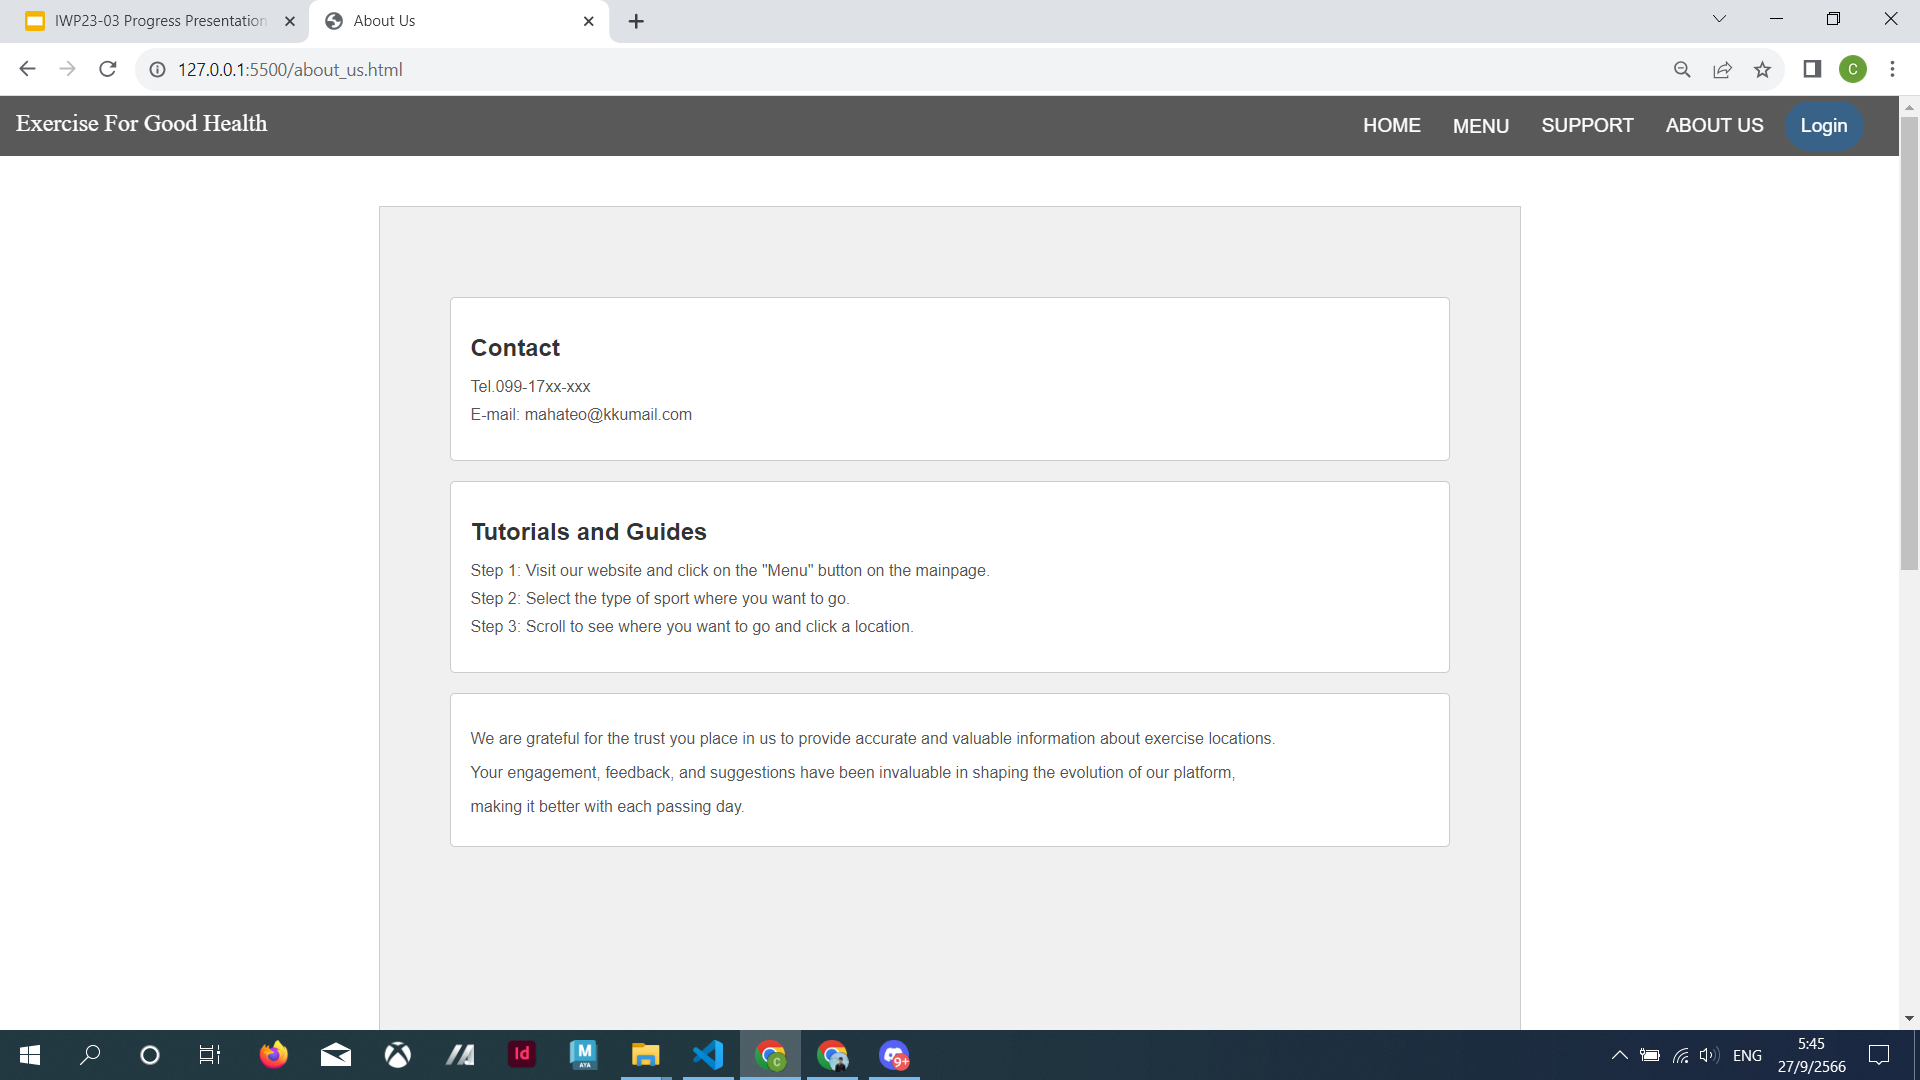 IWP23-03 Progress Presentation
About Us
127.0.0.1:5500/about_us.html
C
Exercise For Good Health
HOME
MENU
SUPPORT
ABOUT US
Login
Contact
Tel.099-17xx-xxx
E-mail: mahateo@kkumail.com
Tutorials and Guides
Step 1: Visit our website and click on the "Menu" button on the mainpage.
Step 2: Select the type of sport where you want to go.
Step 3: Scroll to see where you want to go and click a location.
We are grateful for the trust you place in us to provide accurate and valuable information about exercise locations.
Your engagement, feedback, and suggestions have been invaluable in shaping the evolution of our platform,
making it better with each passing day.
Id
M
AYA
C
9+
ENG
5:45
27/9/2566